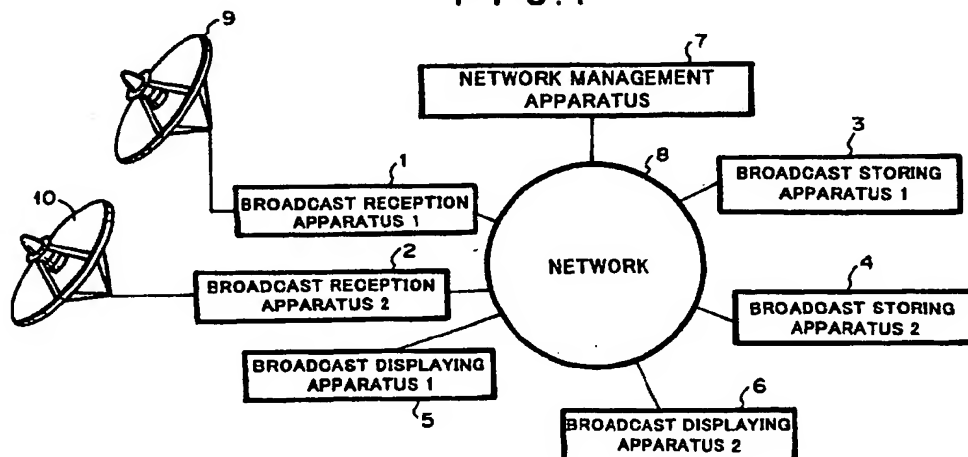 9
7
NETWORK MANAGEMENT
APPARATUS
8
3
BROADCAST STORING
APPARATUS 1
1
BROADCAST RECEPTION
APPARATUS 1
10
2
BROADCAST RECEPTION
APPARATUS 2
NETWORK
4
BROADCAST STORING
APPARATUS 2
BROADCAST DISPLAYING
APPARATUS 1
5
6
BROADCAST DISPLAYING
APPARATUS 2